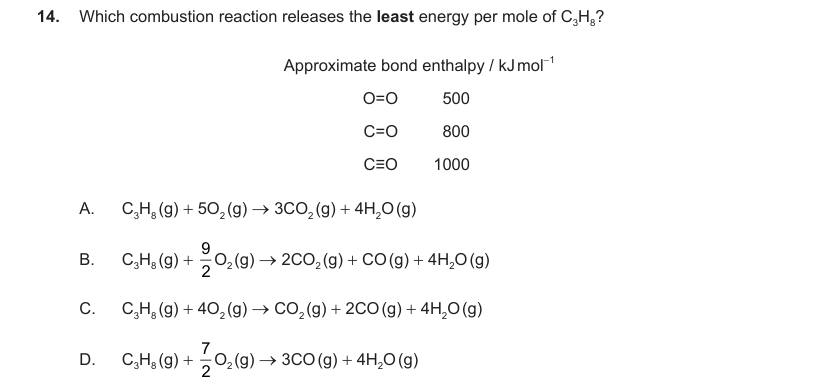 14. Which combustion reaction releases the least energy per mole of C₃H₈?
Approximate bond enthalpy / kJ mol⁻¹
O=O 500
C=O 800
C≡O 1000
A. C₃H₈(g) + 5O₂(g) → 3CO₂(g) + 4H₂O(g)
B. C₃H₈(g) + 9/2 O₂(g) → 2CO₂(g) + CO(g) + 4H₂O(g)
C. C₃H₈(g) + 4O₂(g) → CO₂(g) + 2CO(g) + 4H₂O(g)
D. C₃H₈(g) + 7/2 O₂(g) → 3CO(g) + 4H₂O(g)